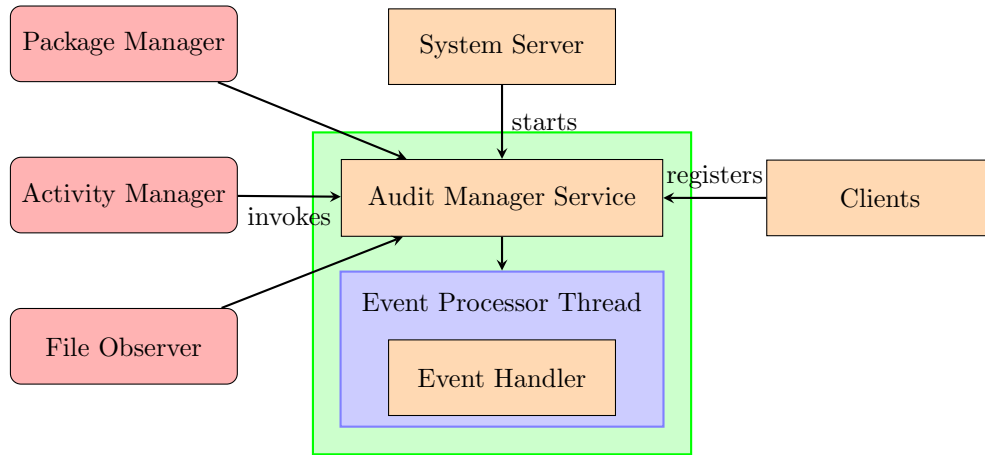 Package Manager
System Server
starts
Activity Manager
invokes
Audit Manager Service
registers
Clients
Event Processor Thread
File Observer
Event Handler